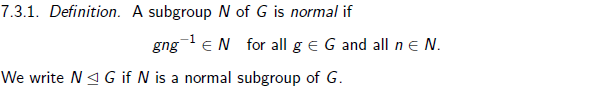 7.3.1. Definition. A subgroup N of G is normal if
gng⁻¹ ∈ N for all g ∈ G and all n ∈ N.
We write N ⊴ G if N is a normal subgroup of G.